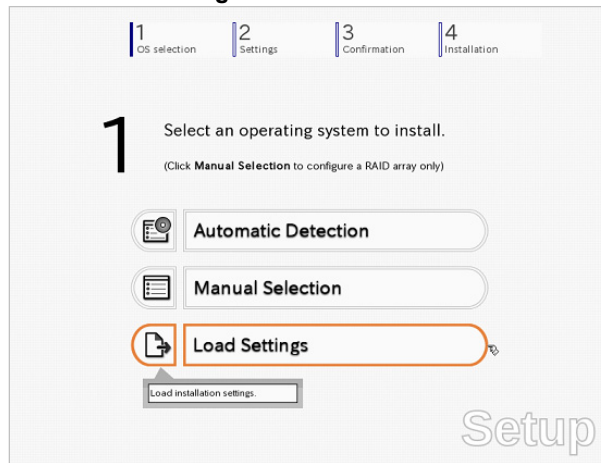 1
OS selection
2
Settings
3
Confirmation
4
Installation
1
Select an operating system to install.
(Click Manual Selection to configure a RAID array only)
Automatic Detection
Manual Selection
Load Settings
Load installation settings.
Setup